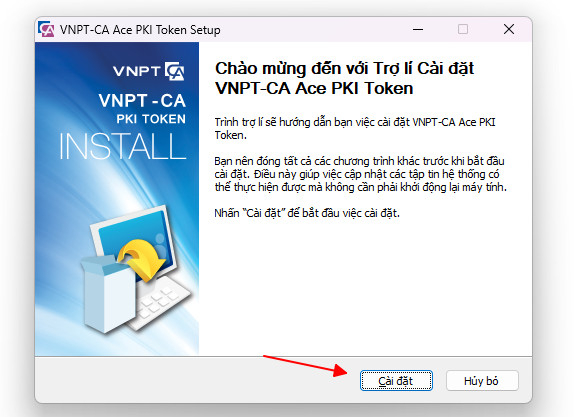 VNPT-CA Ace PKI Token Setup
VNPT CA
VNPT - CA
PKI TOKEN
INSTALL
Chào mừng đến với Trợ lí Cài đặt
VNPT-CA Ace PKI Token
Trình trợ lí sẽ hướng dẫn bạn việc cài đặt VNPT-CA Ace PKI
Token.
Bạn nên đóng tất cả các chương trình khác trước khi bắt đầu
cài đặt. Điều này giúp việc cập nhật các tập tin hệ thống có
thể thực hiện được mà không cần phải khởi động lại máy tính.
Nhấn “Cài đặt” để bắt đầu việc cài đặt.
Cài đặt
Hủy bỏ